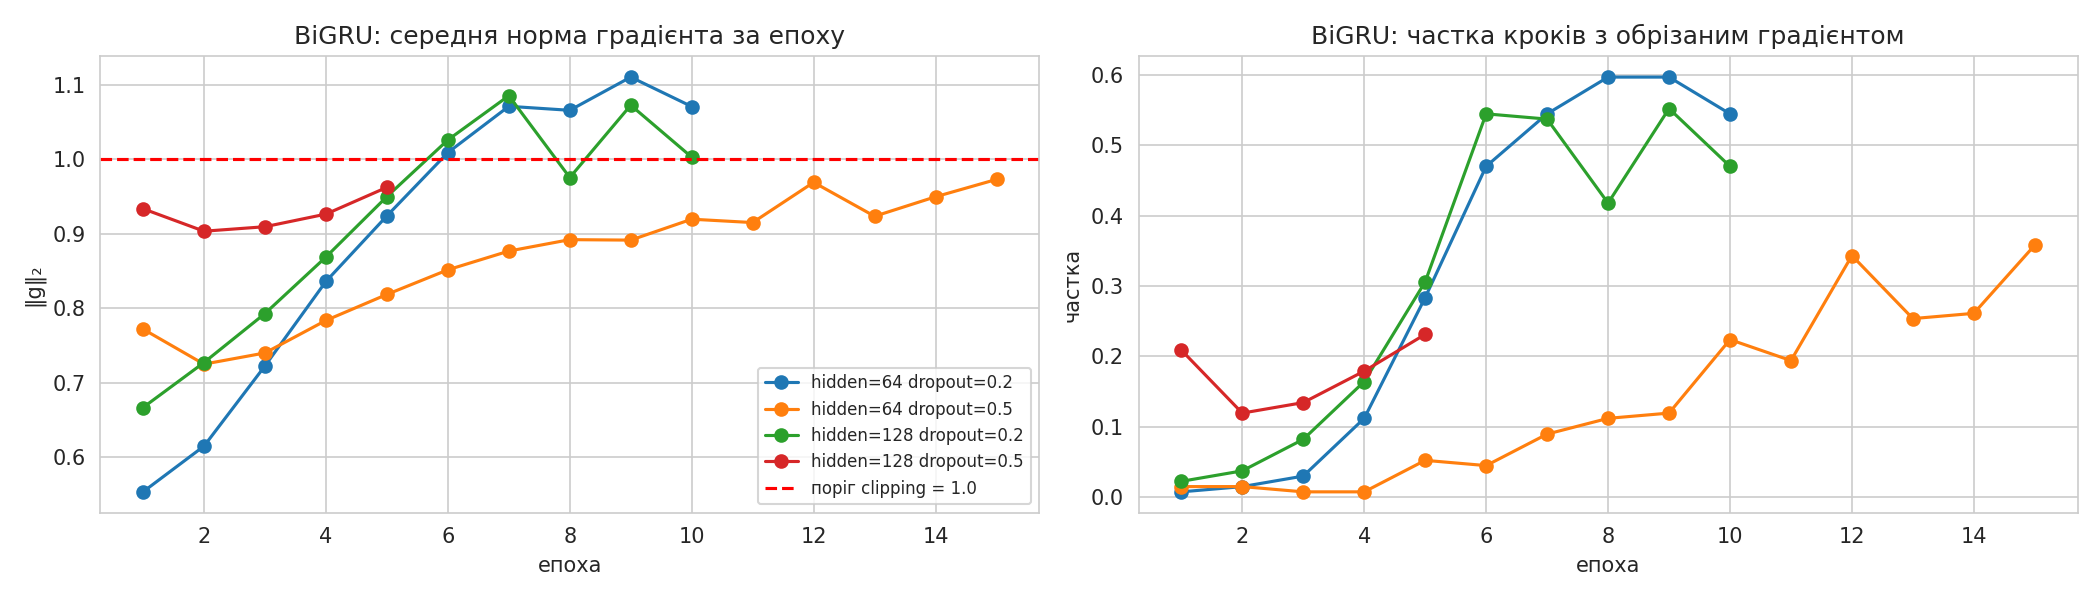 BiGRU: середня норма градієнта за епоху
‖g‖₂
1.1
1.0
0.9
0.8
0.7
0.6
hidden=64 dropout=0.2
hidden=64 dropout=0.5
hidden=128 dropout=0.2
hidden=128 dropout=0.5
поріг clipping = 1.0
2 4 6 8 10 12 14
епоха
BiGRU: частка кроків з обрізаним градієнтом
частка
0.6
0.5
0.4
0.3
0.2
0.1
0.0
2 4 6 8 10 12 14
епоха